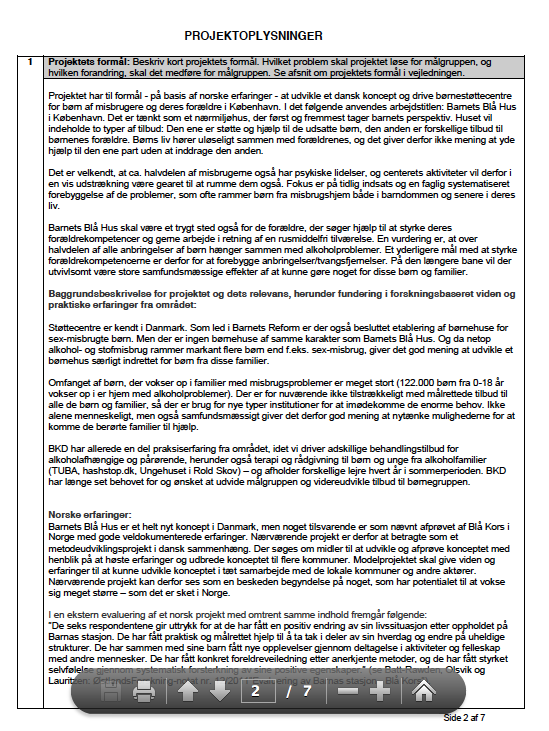 PROJEKTOPLYSNINGER
1 Projektets formål: Beskriv kort projektets formål. Hvilket problem skal projektet løse for målgruppen, og
hvilken forandring, skal det medføre for målgruppen. Se afsnit om projektets formål i vejledningen.
Projektet har til formål - på basis af norske erfaringer - at udvikle et dansk koncept og drive børnestøttecentre
for børn af misbrugere og deres forældre i København. I det følgende anvendes arbejdstitlen: Barnets Blå Hus
i København. Det er tænkt som et nærmiljøhus, der først og fremmest tager barnets perspektiv. Huset vil
indeholde to typer af tilbud: Den ene er støtte og hjælp til de udsatte børn, den anden er forskellige tilbud til
børnenes forældre. Børns liv hører uløseligt sammen med forældrenes, og det giver derfor ikke mening at yde
hjælp til den ene part uden at inddrage den anden.
Det er velkendt, at ca. halvdelen af misbrugerne også har psykiske lidelser, og centerets aktiviteter vil derfor i
en vis udstrækning være gearet til at rumme dem også. Fokus er på tidlig indsats og en faglig systematiseret
forebyggelse af de problemer, som ofte rammer børn fra misbrugshjem både i barndommen og senere i deres
liv.
Barnets Blå Hus skal være et trygt sted også for de forældre, der søger hjælp til at styrke deres
forældrekompetencer og gerne arbejde i retning af en rusmiddelfri tilværelse. En vurdering er, at over
halvdelen af alle anbringelser af børn hænger sammen med alkoholproblemer. Et yderligere mål med at styrke
forældrekompetencerne er derfor for at forebygge anbringelser/tvangsfjernelser. På den længere bane vil der
utvivlsomt være store samfundsmæssige effekter af at kunne gøre noget for disse børn og familier.
Baggrundsbeskrivelse for projektet og dets relevans, herunder fundering i forskningsbaseret viden og
praktiske erfaringer fra området:
Støttecentre er kendt i Danmark. Som led i Barnets Reform er der også besluttet etablering af børnehuse for
sex-misbrugte børn. Men der er ingen børnehuse af samme karakter som Barnets Blå Hus. Og da netop
alkohol- og stofmisbrug rammer markant flere børn end f.eks. sex-misbrug, giver det god mening at udvikle et
børnehus særligt indrettet for børn fra disse familier.
Omfanget af børn, der vokser op i familier med misbrugsproblemer er meget stort (122.000 børn fra 0-18 år
vokser op i er hjem med alkoholproblemer). Der er for nuværende ikke tilstrækkeligt med målrettede tilbud til
alle de børn og familier, så der er brug for nye typer institutioner for at imødekomme de enorme behov. Ikke
alene menneskeligt, men også samfundsmæssigt giver det derfor god mening at nytænke mulighederne for at
komme de berørte familier til hjælp.
BKD har allerede en del praksiserfaring fra området, idet vi driver adskillige behandlingstilbud for
alkoholafhængige og pårørende, herunder også terapi og rådgivning til børn og unge fra alkoholfamilier
(TUBA, hashstop.dk, Ungehuset i Rold Skov) – og afholder forskellige lejre hvert år i sommerperioden. BKD
har længe set behovet for og ønsket at udvide målgruppen og videreudvikle tilbud til børnegruppen.
Norske erfaringer:
Barnets Blå Hus er et helt nyt koncept i Danmark, men noget tilsvarende er som nævnt afprøvet af Blå Kors i
Norge med gode veldokumenterede erfaringer. Nærværende projekt er derfor at betragte som et
metodeudviklingsprojekt i dansk sammenhæng. Der søges om midler til at udvikle og afprøve konceptet med
henblik på at høste erfaringer og udbrede konceptet til flere kommuner. Modelprojektet skal give viden og
erfaringer til at kunne udvikle konceptet i tæt samarbejde med de lokale kommuner og andre aktører.
Nærværende projekt kan derfor ses som en beskeden begyndelse på noget, som har potentialet til at vokse
sig meget større – som det er sket i Norge.
I en ekstern evaluering af et norsk projekt med omtrent samme indhold fremgår følgende:
"De seks respondentene gir uttrykk for at de har fått en positiv endring av sin livssituasjon etter oppholdet på
Barnas stasjon. De har fått praktisk og målrettet hjelp til å ta tak i deler av sin hverdag og endre på uheldige
strukturer. De har sammen med sine barn fått nye opplevelser gjennom deltagelse i aktiviteter og felleskap
med andre mennesker. De har fått konkret foreldreveiledning etter anerkjente metoder, og de har fått styrket
selvfølelse gjennom systematisk forsterkning av sine positive egenskaper." (se Batt-Rawden, Olsvik og
Lauritzen: Østlandsforskning-notat nr. Evaluering av Barnas stasjon Blå Kors
2 / 7
Side 2 af 7